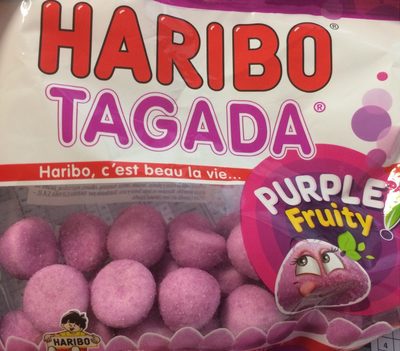 HARIBO®
TAGADA®
Haribo, c'est beau la vie...
PURPLE
Fruity
HARIBO